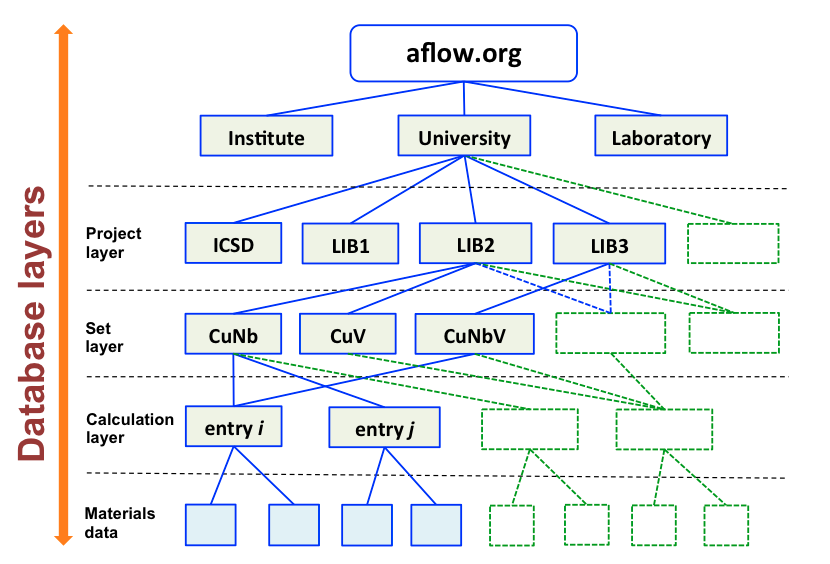 aflow.org
Institute
University
Laboratory
Database layers
Project
layer
ICSD
LIB1
LIB2
LIB3
Set
layer
CuNb
CuV
CuNbV
Calculation
layer
entry i
entry j
Materials
data